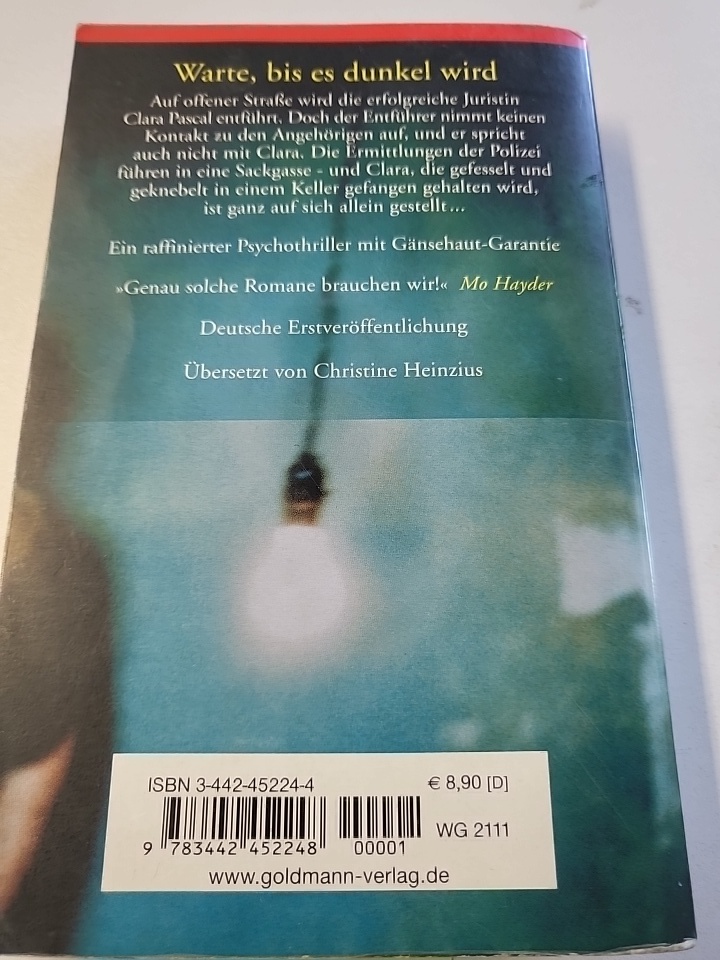 Warte, bis es dunkel wird
Auf offener Straße wird die erfolgreiche Juristin
Clara Pascal entführt. Doch der Entführer nimmt keinen
Kontakt zu den Angehörigen auf, und er spricht
auch nicht mit Clara. Die Ermittlungen der Polizei
führen in eine Sackgasse - und Clara, die gefesselt und
geknebelt in einem Keller gefangen gehalten wird,
ist ganz auf sich allein gestellt...
Ein raffinierter Psychothriller mit Gänsehaut-Garantie
»Genau solche Romane brauchen wir!« Mo Hayder
Deutsche Erstveröffentlichung
Übersetzt von Christine Heinzius
ISBN 3-442-45224-4 € 8,90 [D]
WG 2111
9 783442 452248 00001
www.goldmann-verlag.de